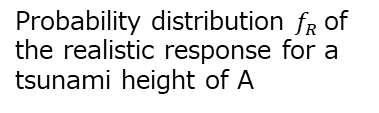 Probability distribution f_R of
the realistic response for a
tsunami height of A